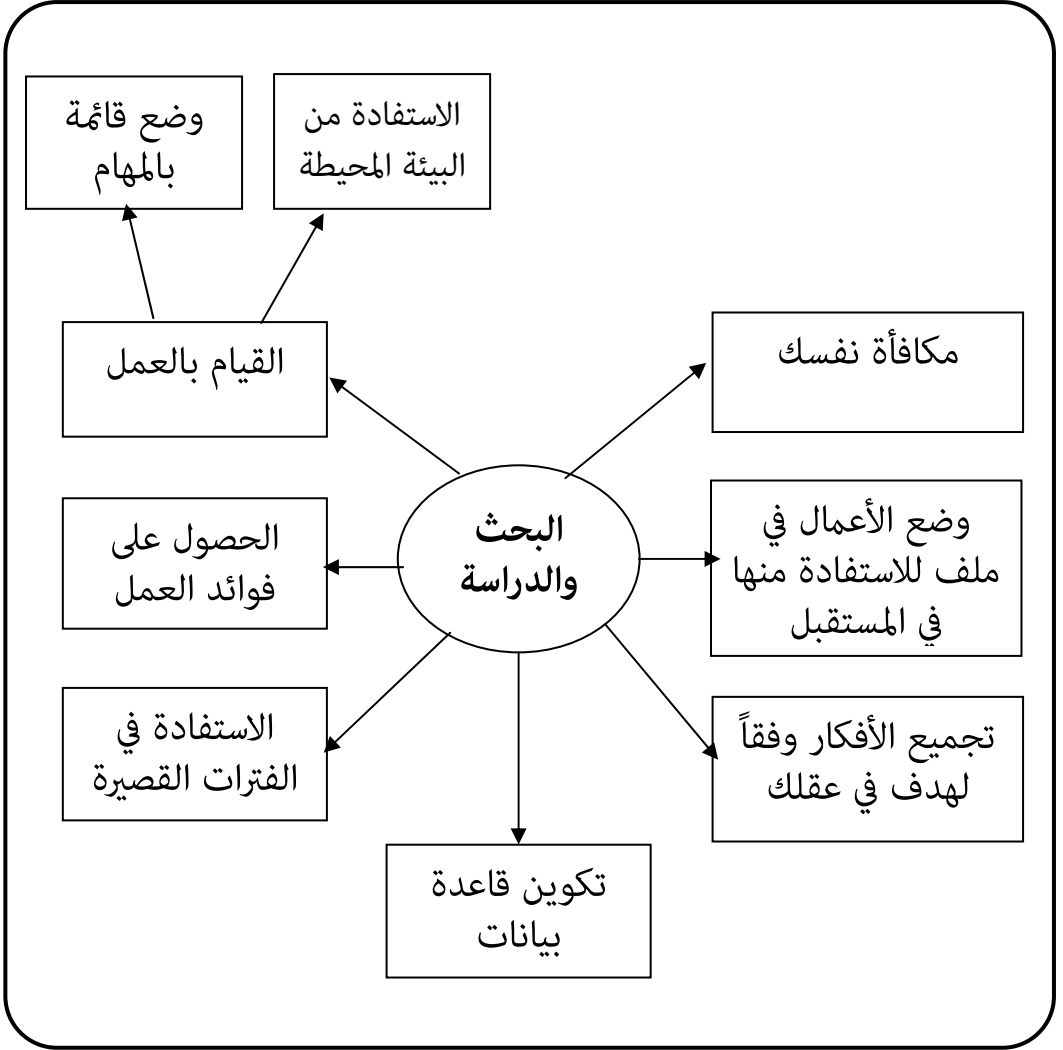 وضع قائمة
بالمهام
الاستفادة من
البيئة المحيطة
القيام بالعمل
مكافأة نفسك
البحث
والدراسة
الحصول على
فوائد العمل
وضع الأعمال في
ملف للاستفادة منها
في المستقبل
الاستفادة في
الفترات القصيرة
تجميع الأفكار وفقاً
لهدف في عقلك
تكوين قاعدة
بيانات